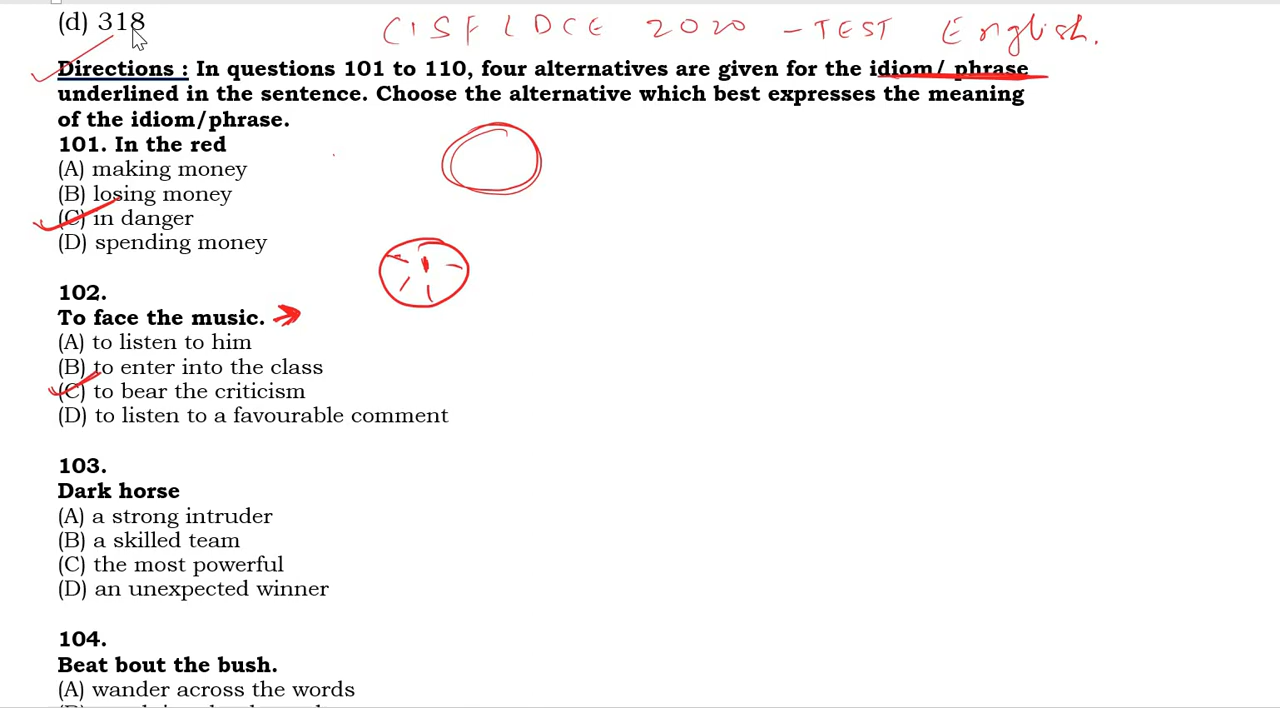 (d) 318
CISF LDCE 2020 - TEST English.
Directions : In questions 101 to 110, four alternatives are given for the idiom/ phrase
underlined in the sentence. Choose the alternative which best expresses the meaning
of the idiom/phrase.
101. In the red
(A) making money
(B) losing money
(C) in danger
(D) spending money
102.
To face the music.
(A) to listen to him
(B) to enter into the class
(C) to bear the criticism
(D) to listen to a favourable comment
103.
Dark horse
(A) a strong intruder
(B) a skilled team
(C) the most powerful
(D) an unexpected winner
104.
Beat bout the bush.
(A) wander across the words